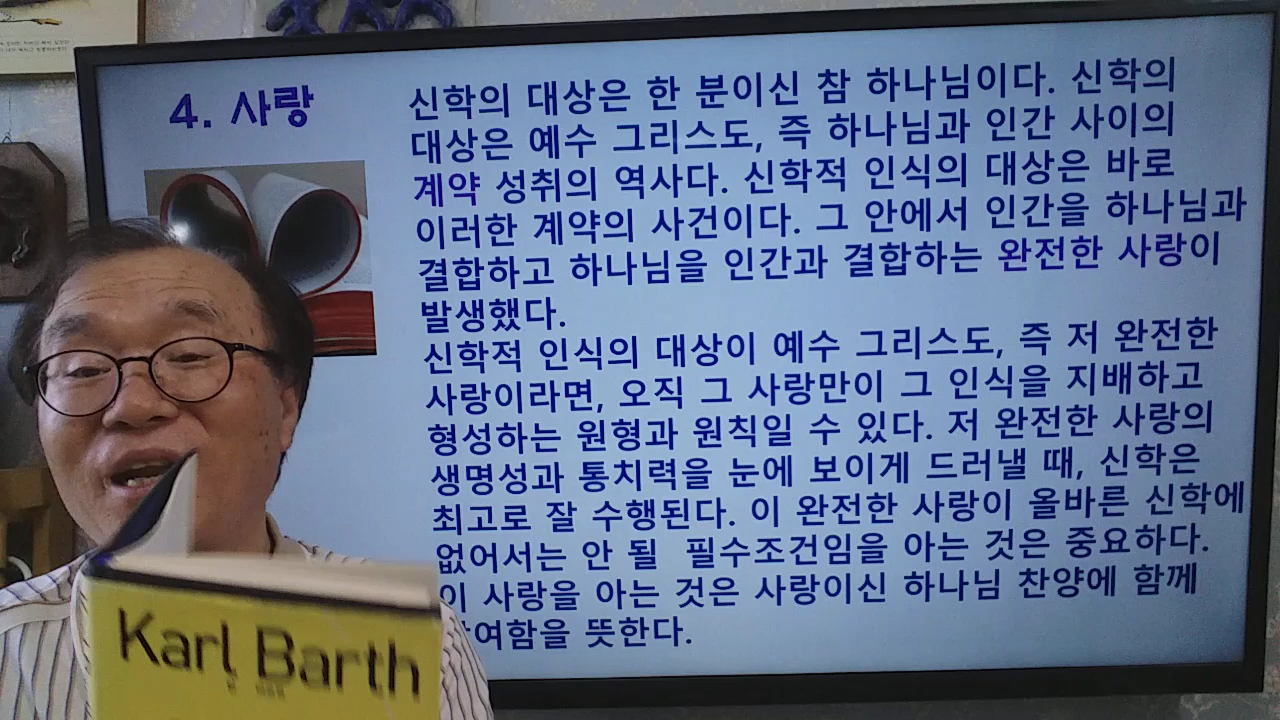 4. 사랑
신학의 대상은 한 분이신 참 하나님이다. 신학의
대상은 예수 그리스도, 즉 하나님과 인간 사이의
계약 성취의 역사다. 신학적 인식의 대상은 바로
이러한 계약의 사건이다. 그 안에서 인간을 하나님과
결합하고 하나님을 인간과 결합하는 완전한 사랑이
발생했다.
신학적 인식의 대상이 예수 그리스도, 즉 저 완전한
사랑이라면, 오직 그 사랑만이 그 인식을 지배하고
형성하는 원형과 원칙일 수 있다. 저 완전한 사랑의
생명성과 통치력을 눈에 보이게 드러낼 때, 신학은
최고로 잘 수행된다. 이 완전한 사랑이 올바른 신학에
없어서는 안 될 필수조건임을 아는 것은 중요하다.
이 사랑을 아는 것은 사랑이신 하나님 찬양에 함께
여함을 뜻한다.
Karl Barth